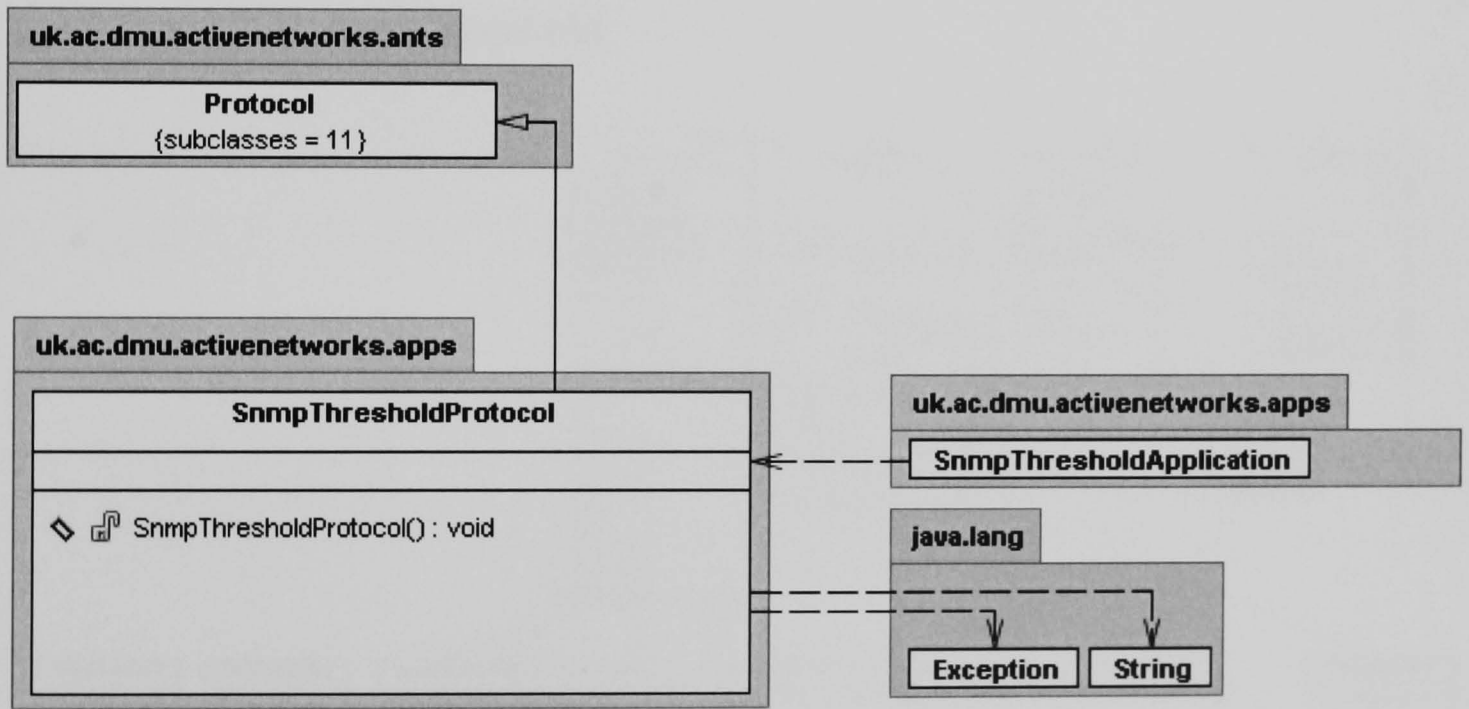 uk.ac.dmu.activenetworks.ants
Protocol
{subclasses = 11}
uk.ac.dmu.activenetworks.apps
SnmpThresholdProtocol
SnmpThresholdProtocol() : void
uk.ac.dmu.activenetworks.apps
SnmpThresholdApplication
java.lang
Exception
String